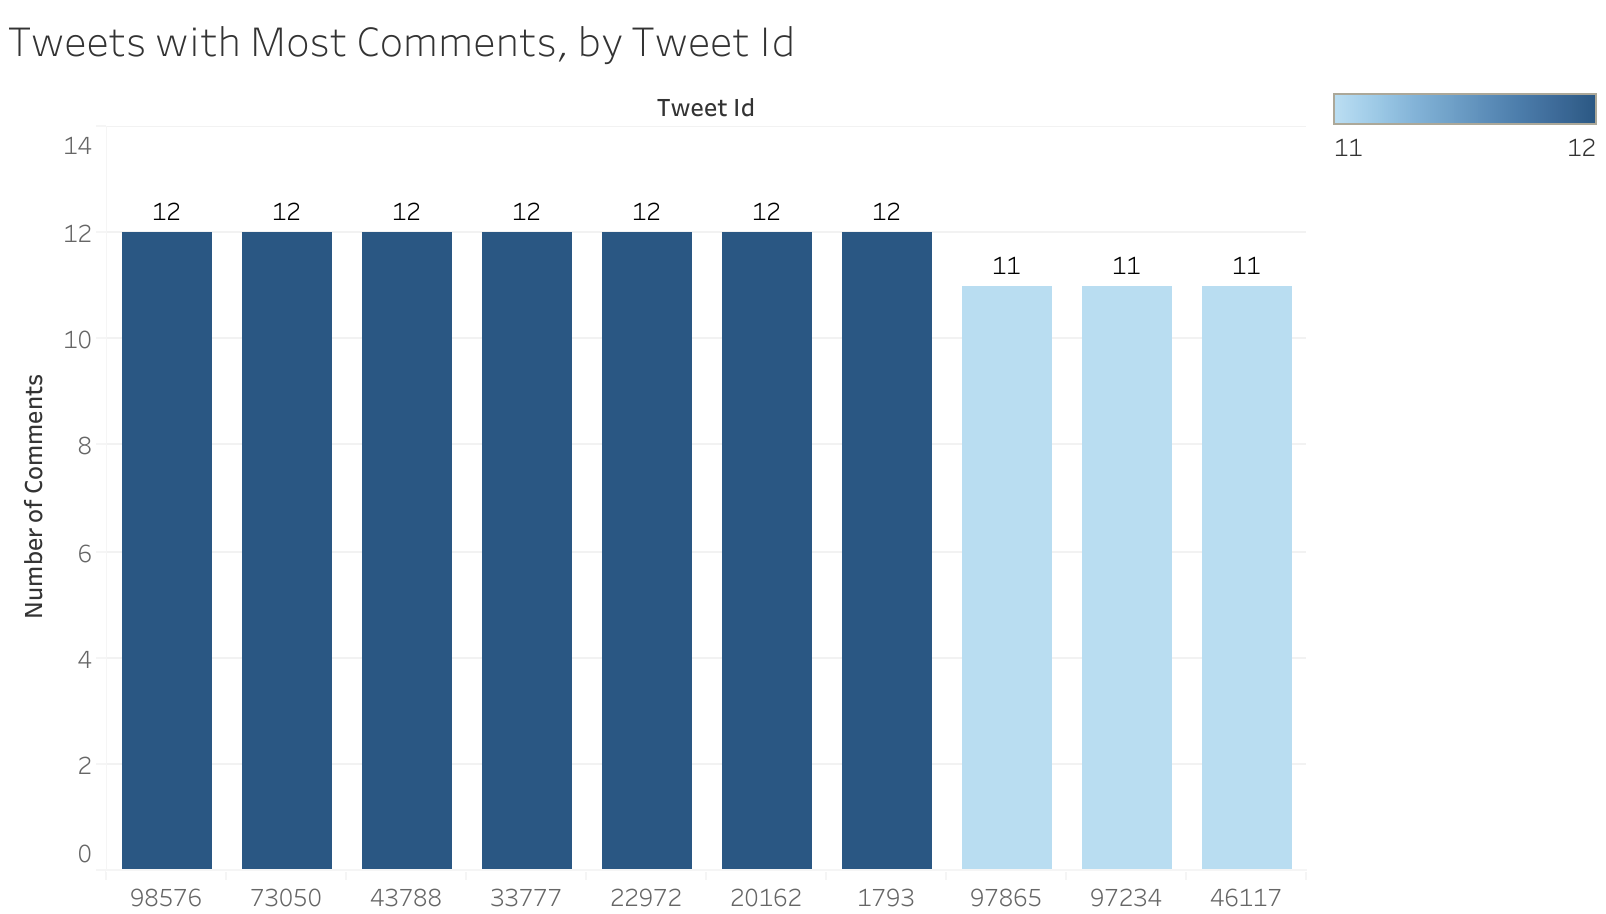 Tweets with Most Comments, by Tweet Id
Tweet Id
11 12
Number of Comments
14
12
10
8
6
4
2
0
12 12 12 12 12 12 12 11 11 11
98576 73050 43788 33777 22972 20162 1793 97865 97234 46117